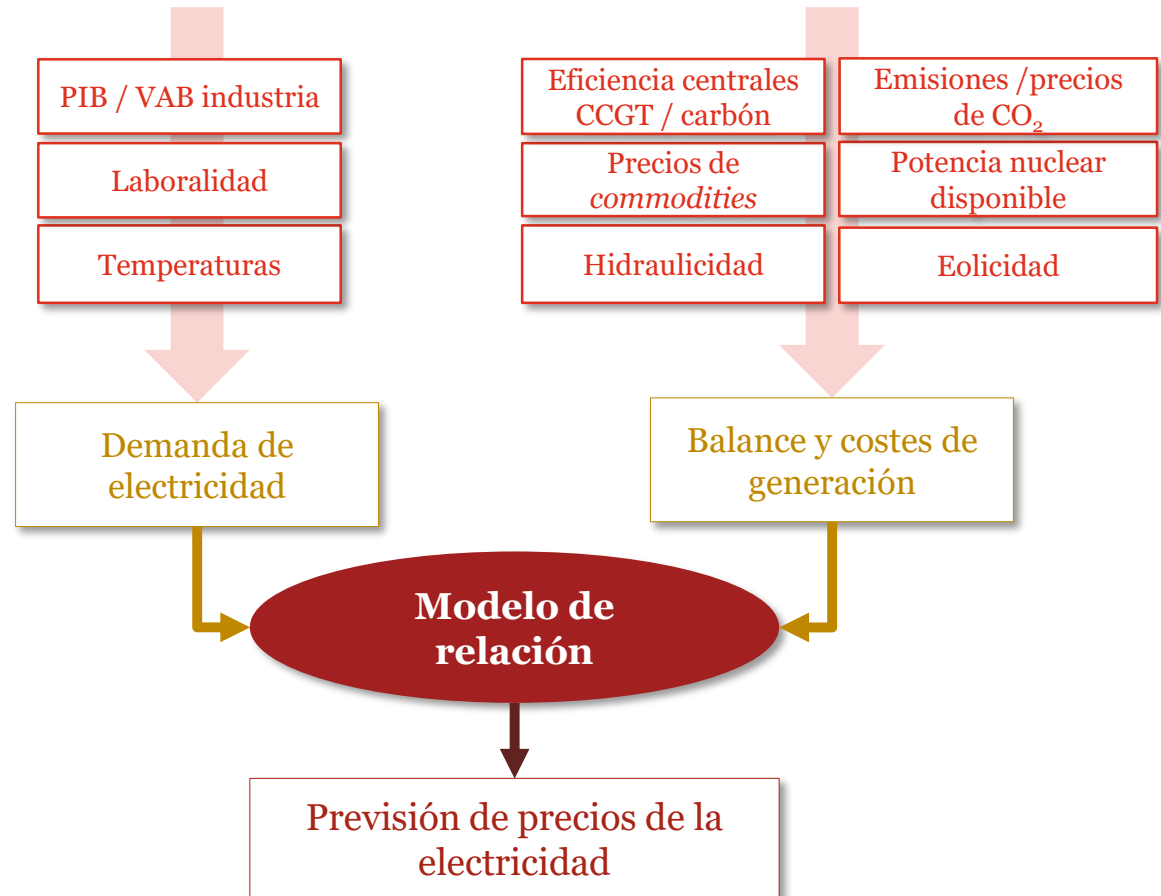 PIB / VAB industria
Laboralidad
Temperaturas
Eficiencia centrales
CCGT / carbón
Emisiones /precios
de CO₂
Precios de
commodities
Potencia nuclear
disponible
Hidraulicidad
Eolicidad
Demanda de
electricidad
Balance y costes de
generación
Modelo de
relación
Previsión de precios de la
electricidad